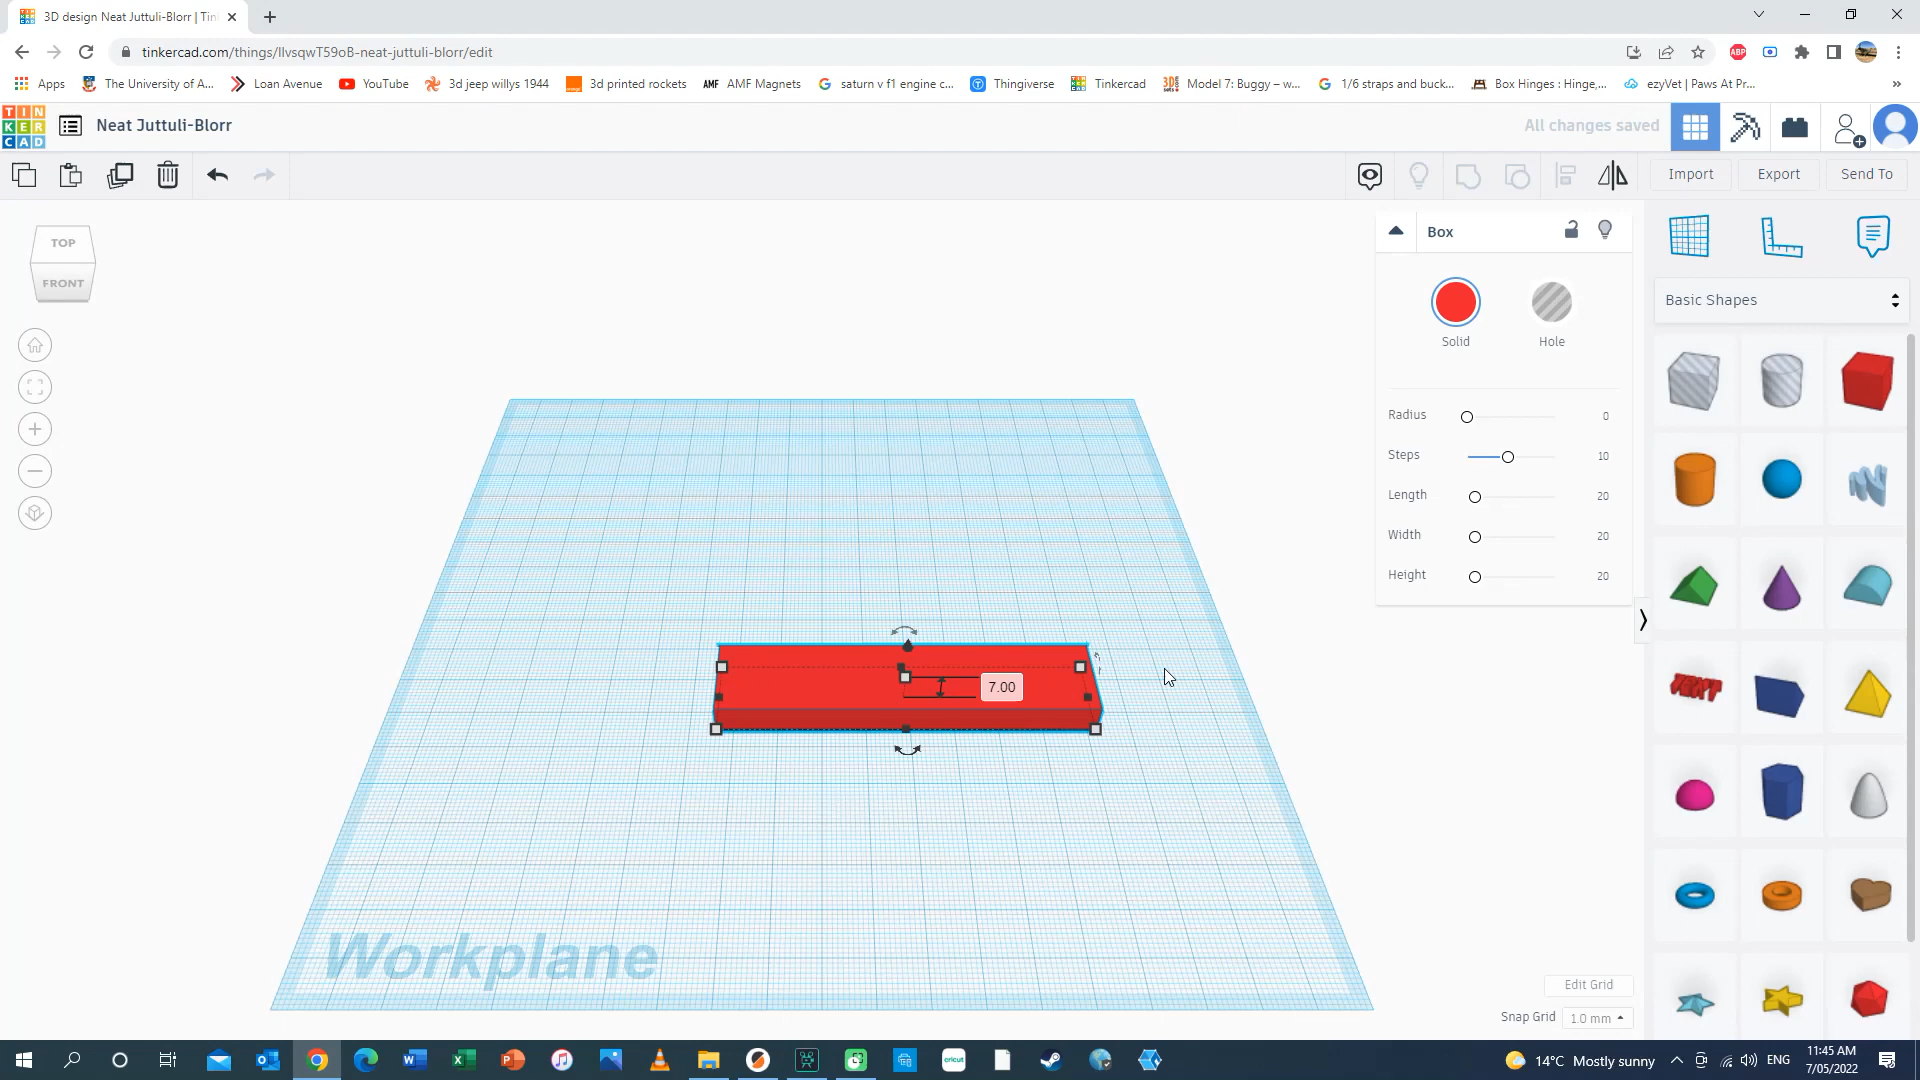 3D design Neat Juttuli-Blorr | Tin
tinkercad.com/things/llvsqwT59oB-neat-juttuli-blorr/edit
ABP
Apps The University of A... Loan Avenue YouTube 3d jeep willys 1944 3d printed rockets AMF AMF Magnets saturn v f1 engine c... Thingiverse Tinkercad Model 7: Buggy – w... 1/6 straps and buck... Box Hinges : Hinge,... ezyVet | Paws At Pr... »
TIN
KER
CAD
Neat Juttuli-Blorr
All changes saved
Import Export Send To
TOP
FRONT
Box
Solid Hole
Radius 0
Steps 10
Length 20
Width 20
Height 20
Basic Shapes
TEXT
7.00
Workplane
Edit Grid
Snap Grid 1.0 mm
cricut
14°C Mostly sunny
ENG
11:45 AM
7/05/2022